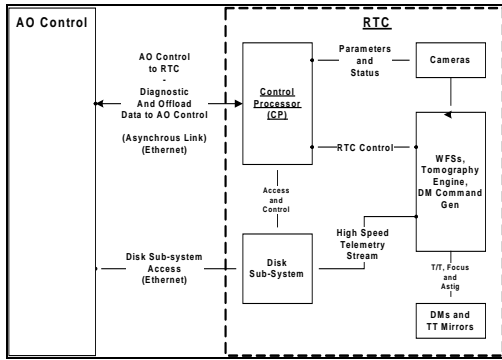 AO Control
RTC
AO Control
to RTC
-
Diagnostic
And Offload
Data to AO Control
(Asynchrous Link)
(Ethernet)
Control
Processor
(CP)
Parameters
and
Status
Cameras
RTC Control
WFSs,
Tomography
Engine,
DM Command
Gen
Access
and
Control
High Speed
Telemetry
Stream
Disk Sub-system
Access
(Ethernet)
Disk
Sub-System
T/T, Focus
and
Astig
DMs and
TT Mirrors